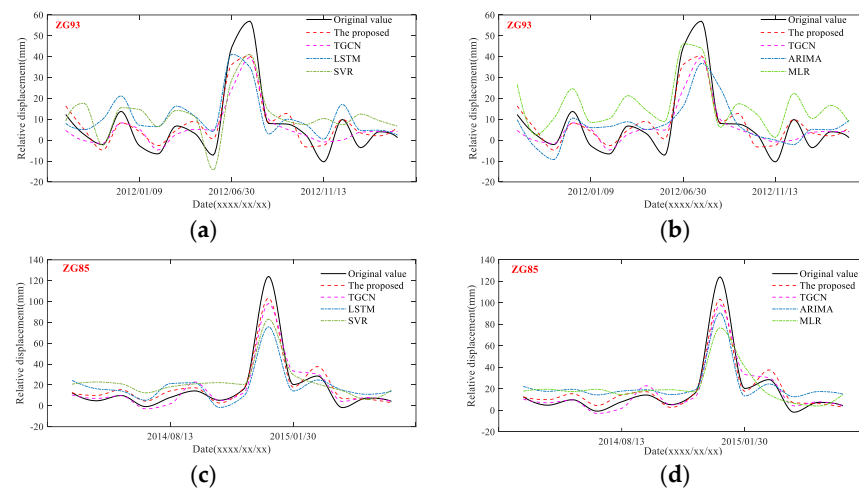 ZG93
Original value
The proposed
TGCN
LSTM
SVR
60
50
40
30
20
10
0
-10
-20
Relative displacement(mm)
2012/01/09
2012/06/30
2012/11/13
Date(xxxx/xx/xx)
(a)
ZG93
Original value
The proposed
TGCN
ARIMA
MLR
60
50
40
30
20
10
0
-10
-20
Relative displacement(mm)
2012/01/09
2012/06/30
2012/11/13
Date(xxxx/xx/xx)
(b)
ZG85
Original value
The proposed
TGCN
LSTM
SVR
140
120
100
80
60
40
20
0
-20
Relative displacement(mm)
2014/08/13
2015/01/30
Date(xxxx/xx/xx)
(c)
ZG85
Original value
The proposed
TGCN
ARIMA
MLR
140
120
100
80
60
40
20
0
-20
Relative displacement(mm)
2014/08/13
2015/01/30
Date(xxxx/xx/xx)
(d)